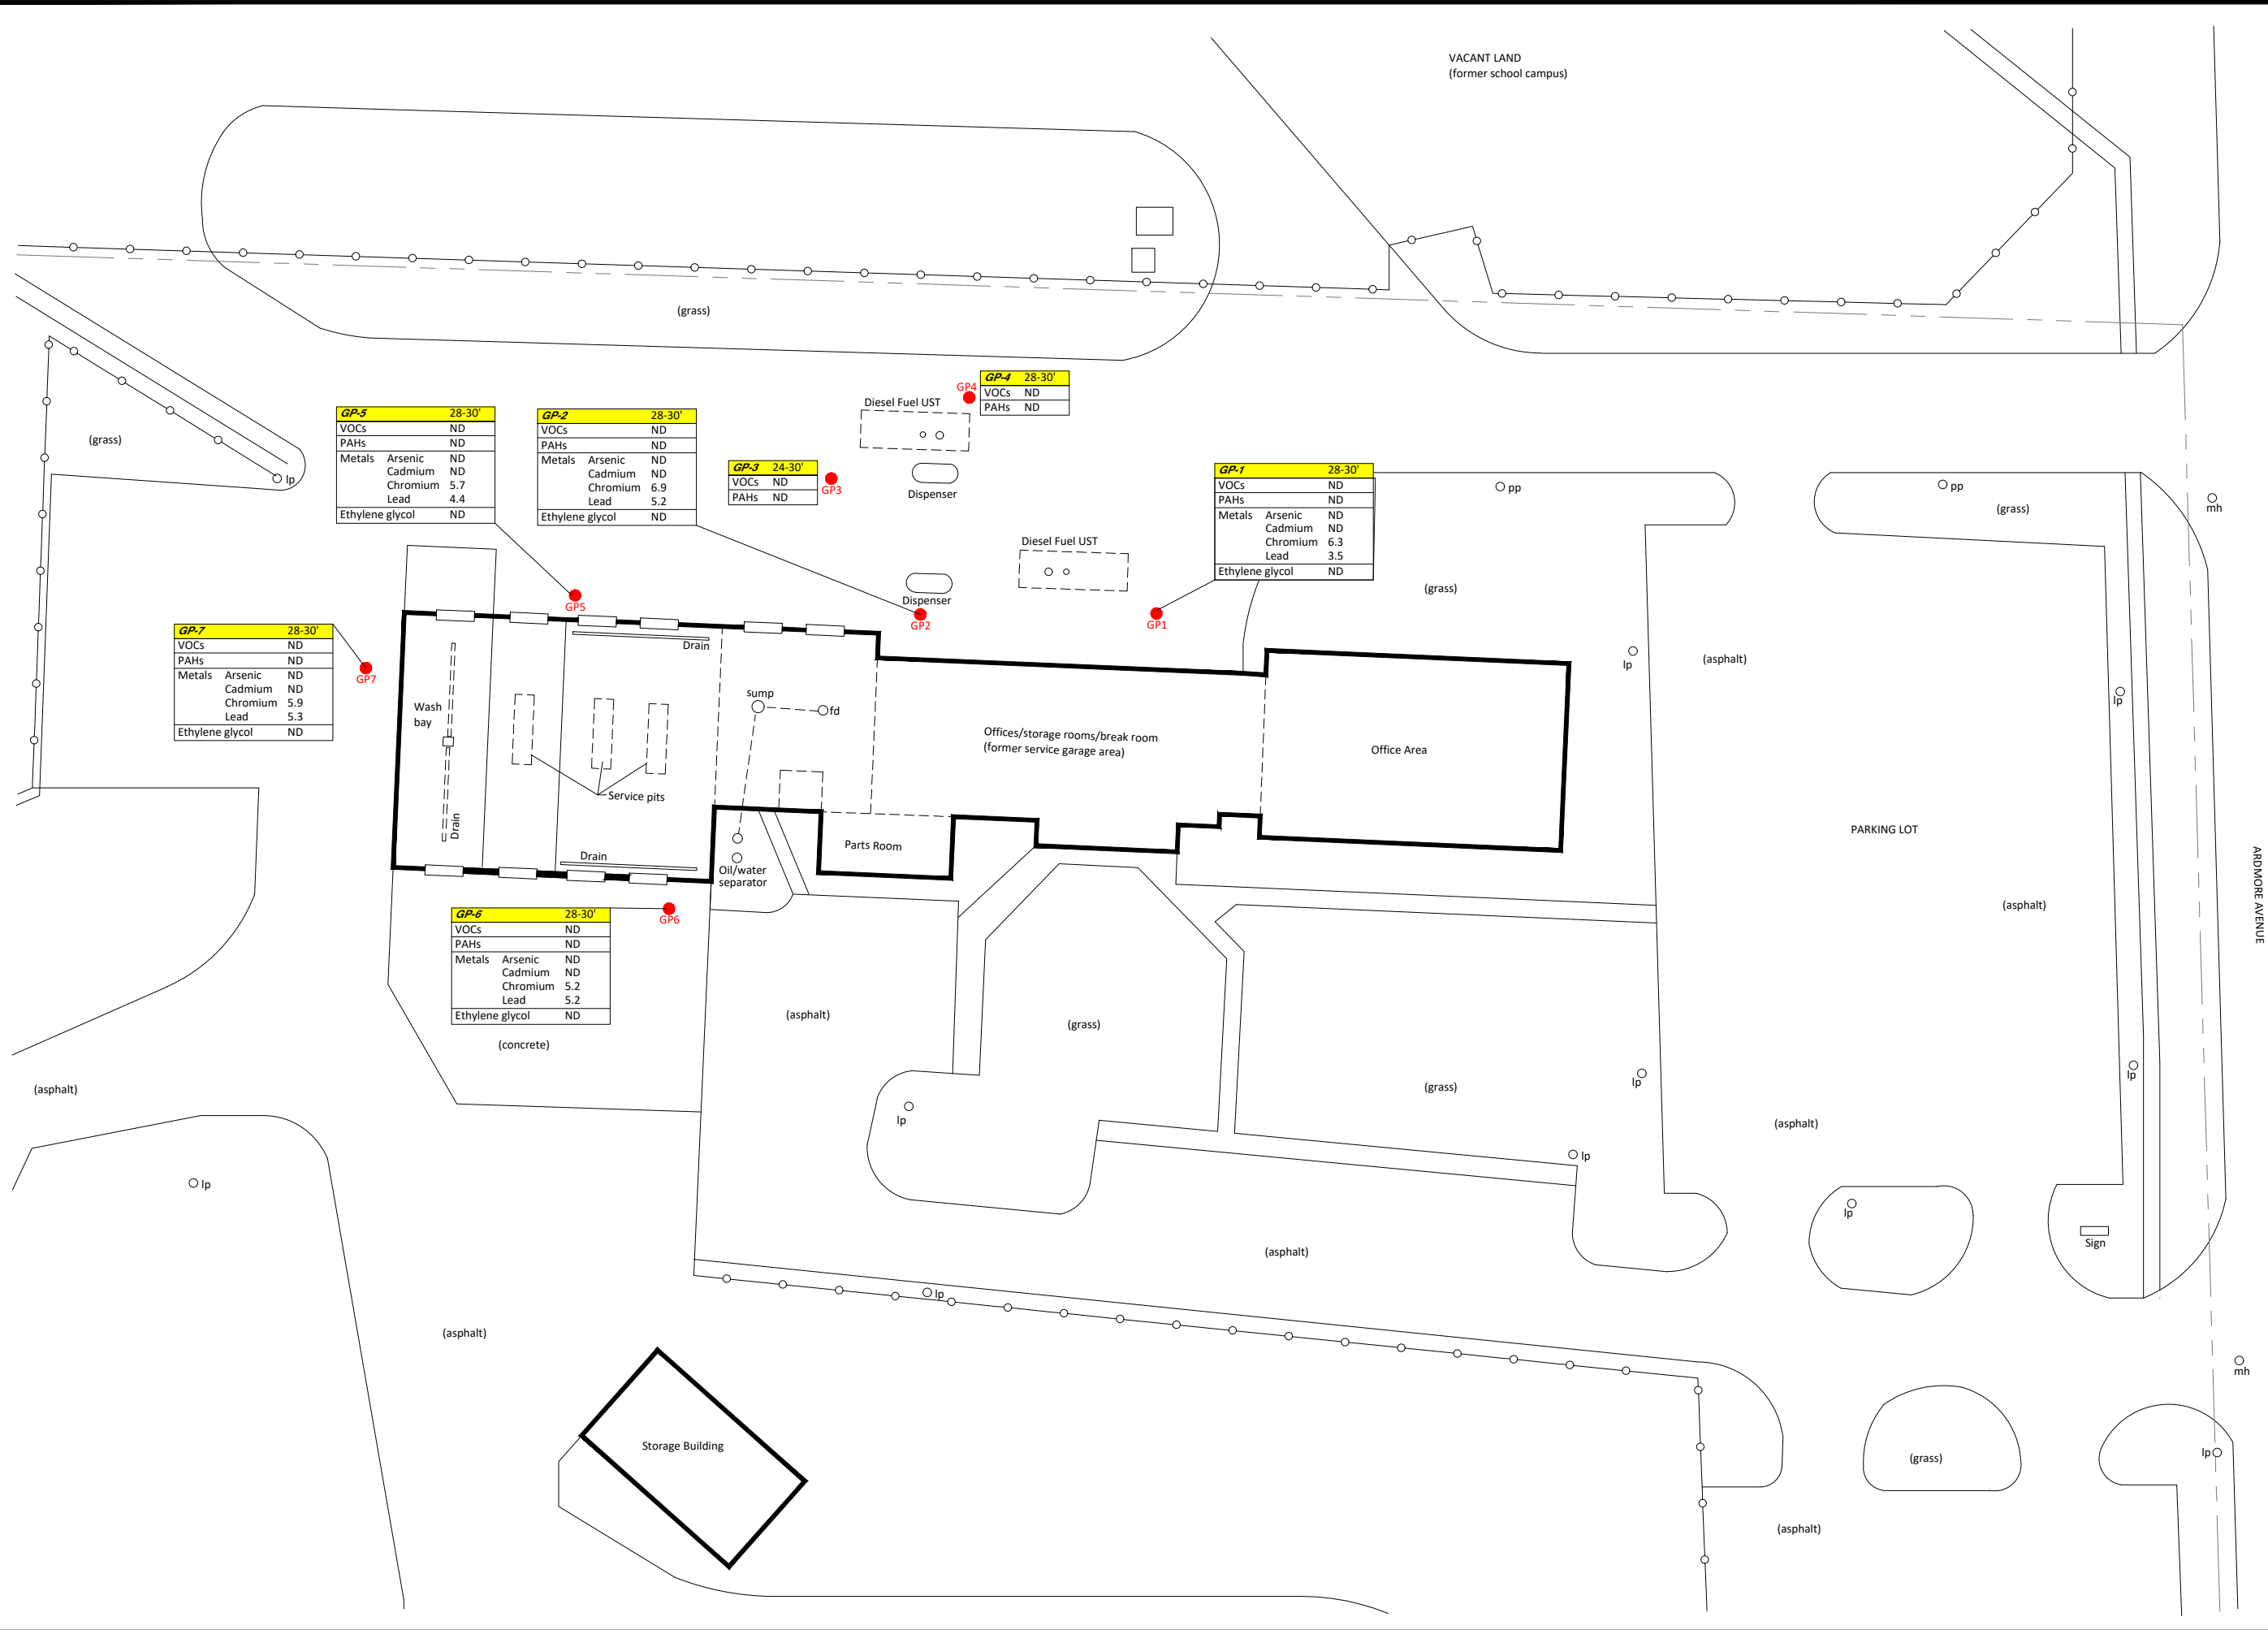 VACANT LAND
(former school campus)
(grass)
GP4
GP-4 28-30'
VOCs ND
PAHs ND
Diesel Fuel UST
Dispenser
GP-5 28-30'
VOCs ND
PAHs ND
Metals Arsenic ND
Cadmium ND
Chromium 5.7
Lead 4.4
Ethylene glycol ND
GP-2 28-30'
VOCs ND
PAHs ND
Metals Arsenic ND
Cadmium ND
Chromium 6.9
Lead 5.2
Ethylene glycol ND
GP-3 24-30'
VOCs ND
PAHs ND
GP3
(grass)
lp
GP-1 28-30'
VOCs ND
PAHs ND
Metals Arsenic ND
Cadmium ND
Chromium 6.3
Lead 3.5
Ethylene glycol ND
pp
pp
(grass)
mh
Diesel Fuel UST
Dispenser
(grass)
GP5
GP2
GP1
GP-7 28-30'
VOCs ND
PAHs ND
Metals Arsenic ND
Cadmium ND
Chromium 5.9
Lead 5.3
Ethylene glycol ND
GP7
Drain
lp
(asphalt)
lp
Wash
bay
sump
fd
Offices/storage rooms/break room
(former service garage area)
Office Area
Service pits
Drain
Parts Room
PARKING LOT
ARDMORE AVENUE
Drain
Oil/water
separator
(asphalt)
GP-6 28-30'
VOCs ND
PAHs ND
Metals Arsenic ND
Cadmium ND
Chromium 5.2
Lead 5.2
Ethylene glycol ND
GP6
(concrete)
(asphalt)
(grass)
(asphalt)
lp
(grass)
lp
lp
(asphalt)
lp
lp
lp
Sign
(asphalt)
lp
(asphalt)
mh
Storage Building
(grass)
lp
(asphalt)